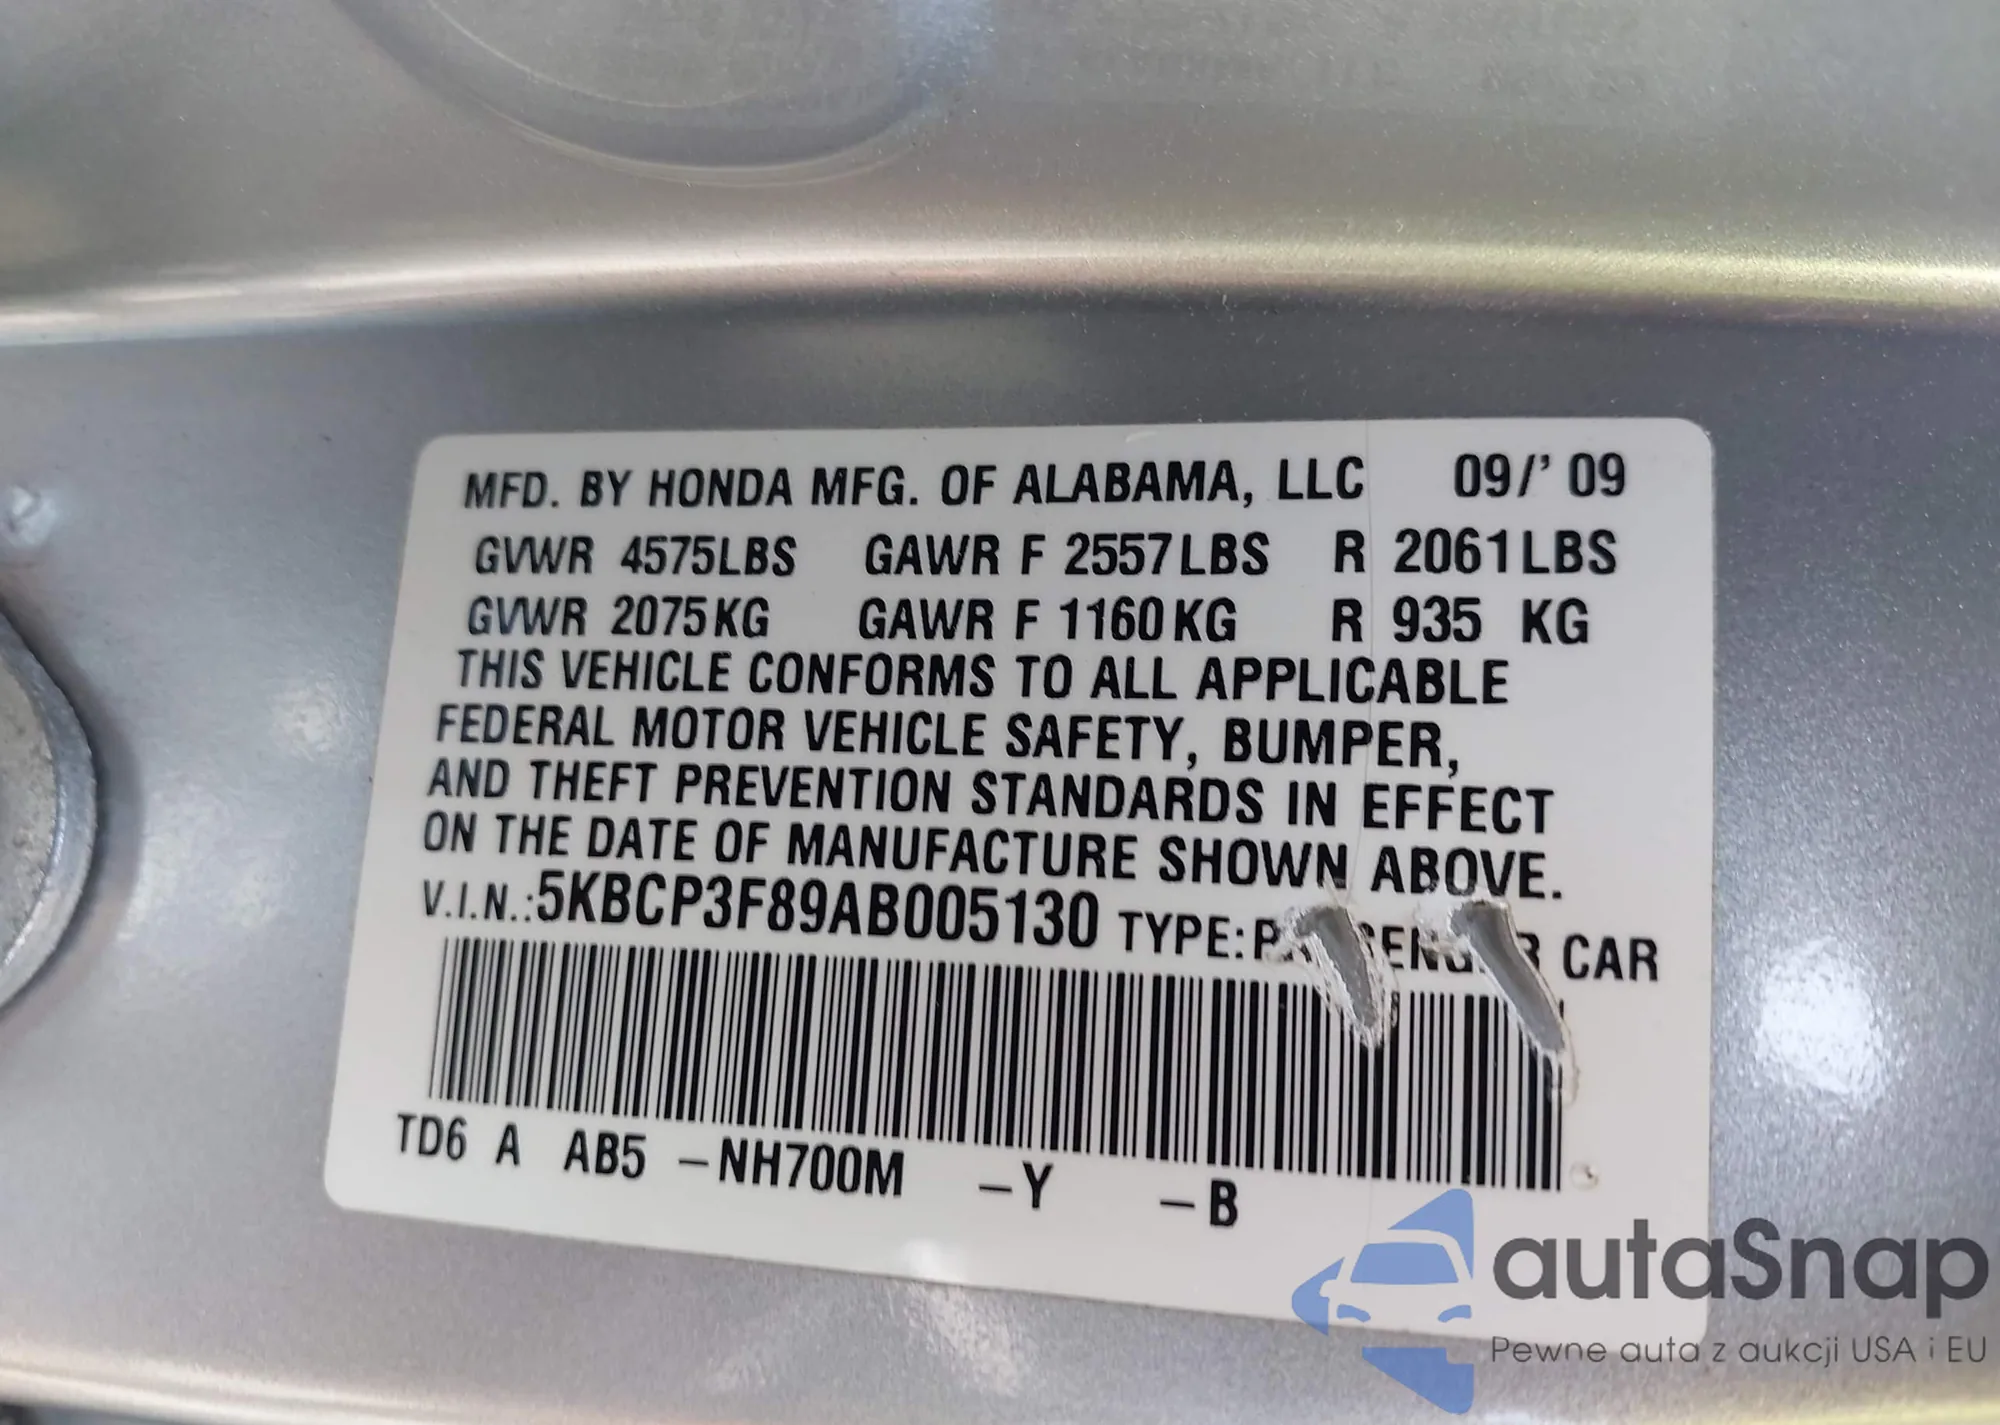 MFD. BY HONDA MFG. OF ALABAMA, LLC 09/' 09
GVWR 4575LBS GAWR F 2557LBS R 2061LBS
GVWR 2075KG GAWR F 1160KG R 935 KG
THIS VEHICLE CONFORMS TO ALL APPLICABLE
FEDERAL MOTOR VEHICLE SAFETY, BUMPER,
AND THEFT PREVENTION STANDARDS IN EFFECT
ON THE DATE OF MANUFACTURE SHOWN ABOVE.
V.I.N.:5KBCP3F89AB005130 TYPE: CAR
TD6 A AB5 -NH700M -Y -B
autaSnap
Pewne auta z aukcji USA i EU